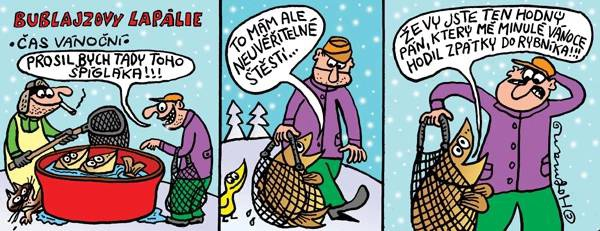 BUBLAJZOVY LAPÁLIE
•ČAS VÁNOČNÍ•
PROSIL BYCH TADY TOHO
ŠPÍGLÁKA!!!
TO MÁM ALE
NEUVĚŘITELNÉ
ŠTĚSTÍ...
ŽE VY JSTE TEN HODNÝ
PÁN, KTERÝ MĚ MINULÉ VÁNOCE
HODIL ZPÁTKY DO RYBNÍKA!!!